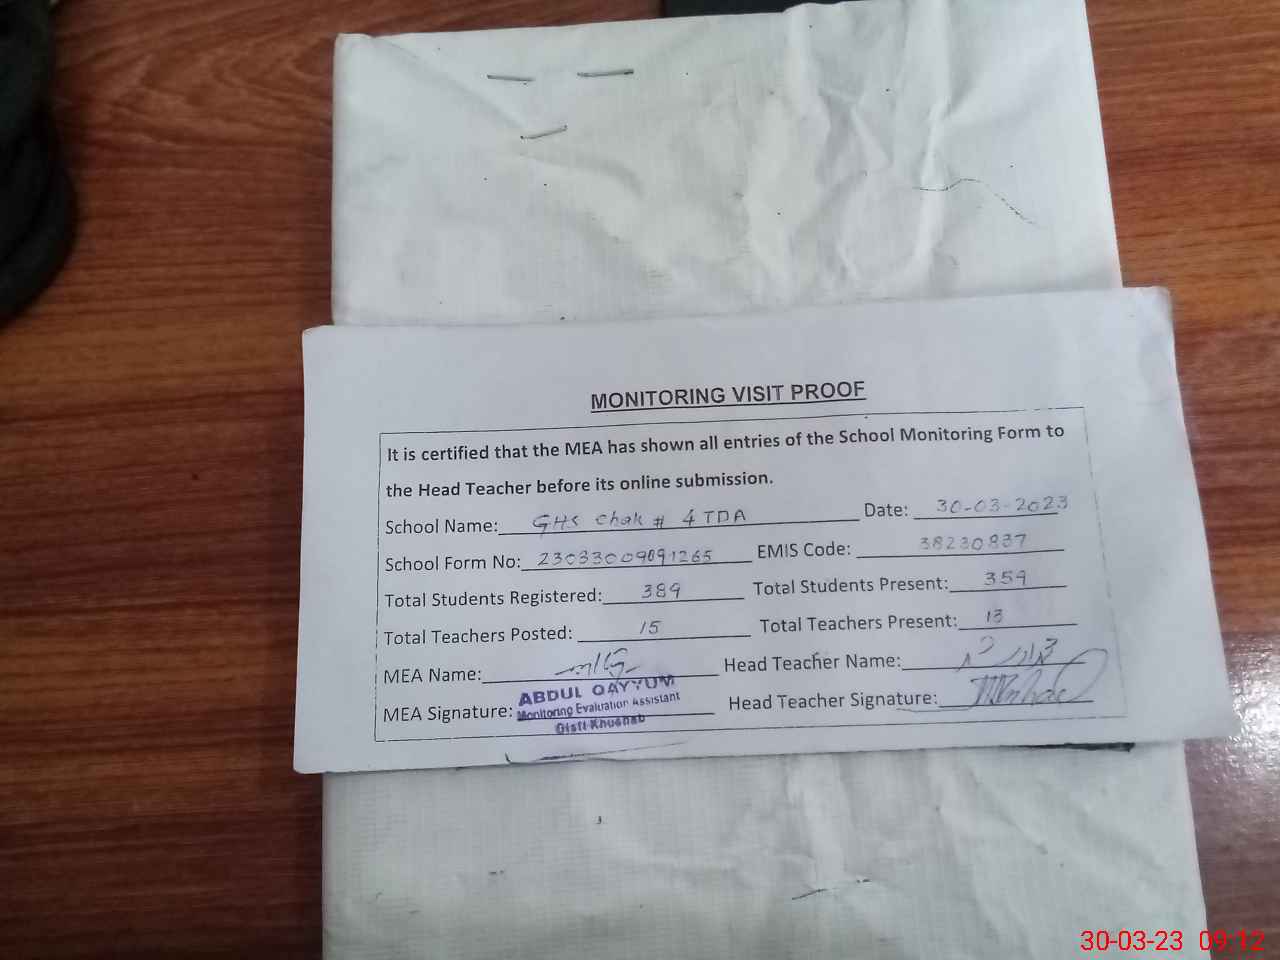 MONITORING VISIT PROOF
It is certified that the MEA has shown all entries of the School Monitoring Form to
the Head Teacher before its online submission.
School Name: GHS Chak # 4 TDA Date: 30-03-2023
School Form No: 23033009091265 EMIS Code: 38230837
Total Students Registered: 389 Total Students Present: 359
Total Teachers Posted: 15 Total Teachers Present: 13
MEA Name: Head Teacher Name:
ABDUL QAYYUM
MEA Signature: Monitoring Evaluation Assistant Head Teacher Signature:
Distt Khushab
30-03-23 09:12